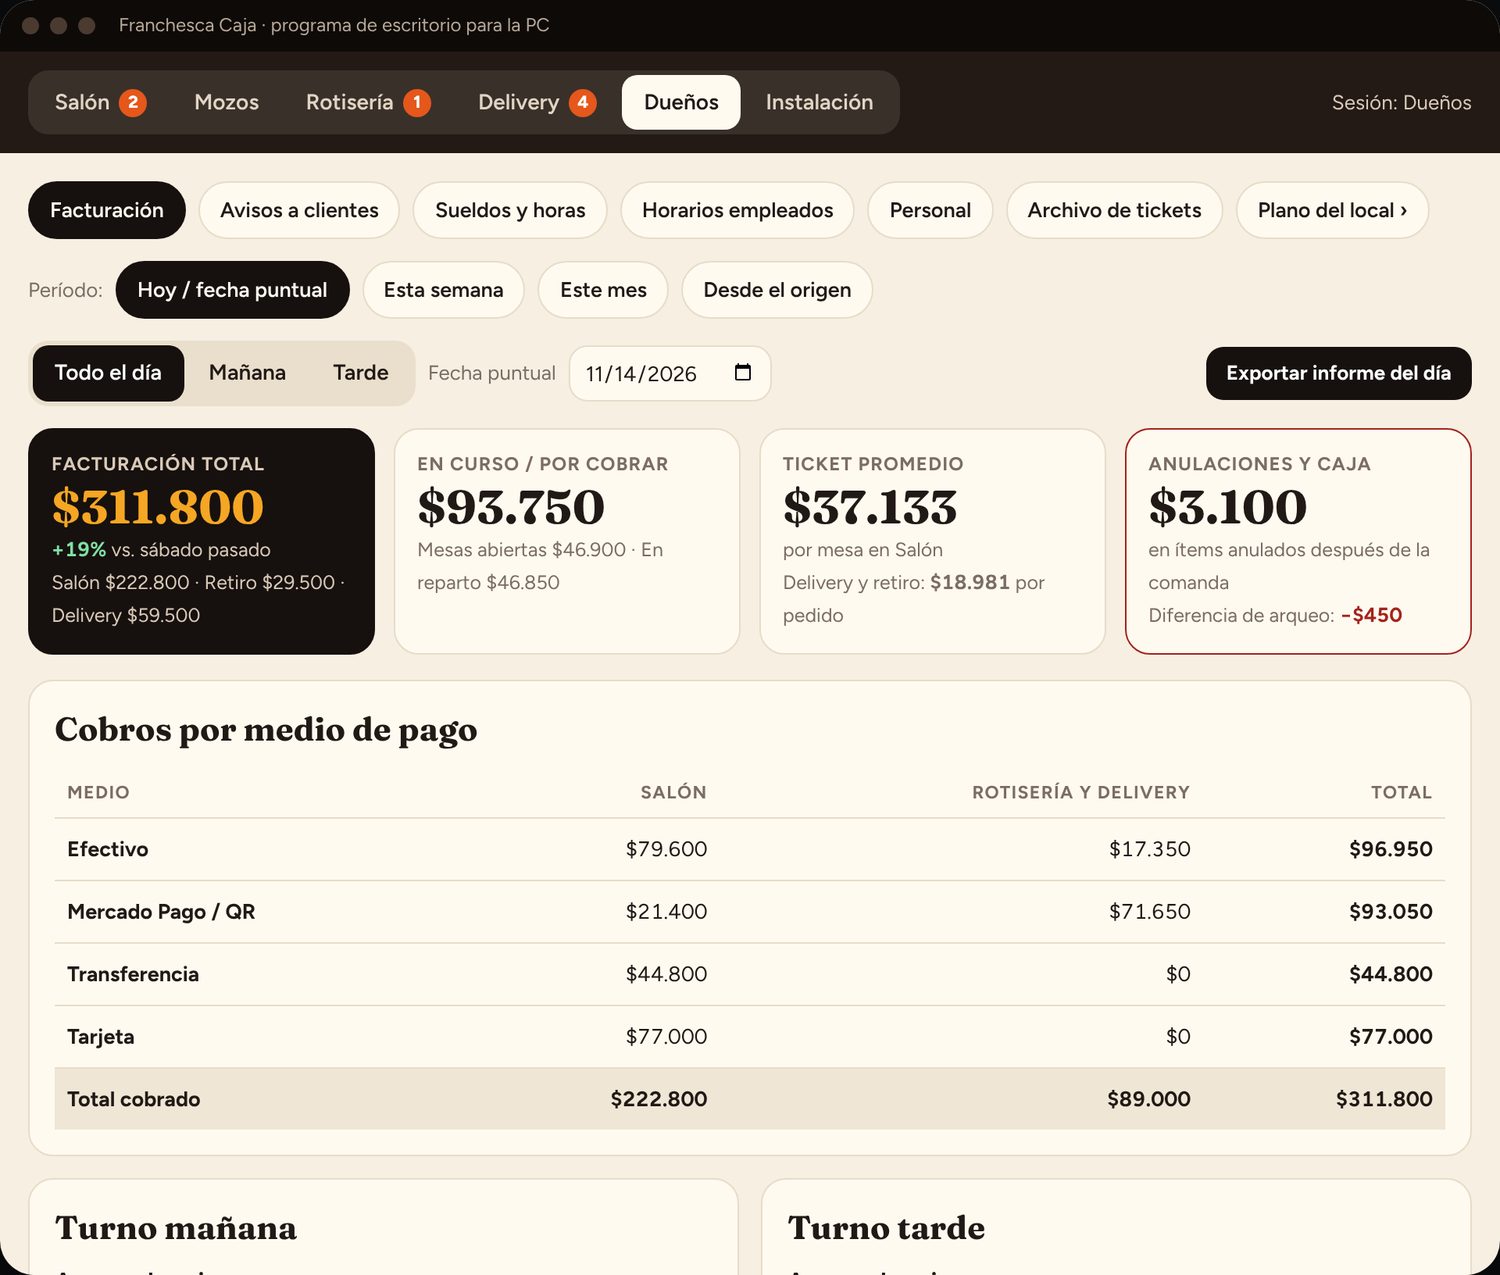 Franchesca Caja · programa de escritorio para la PC
Salón 2 Mozos Rotisería 1 Delivery 4 Dueños Instalación Sesión: Dueños
Facturación Avisos a clientes Sueldos y horas Horarios empleados Personal Archivo de tickets Plano del local ›
Período: Hoy / fecha puntual Esta semana Este mes Desde el origen
Todo el día Mañana Tarde Fecha puntual 11/14/2026 Exportar informe del día
FACTURACIÓN TOTAL
$311.800
+19% vs. sábado pasado
Salón $222.800 · Retiro $29.500 ·
Delivery $59.500
EN CURSO / POR COBRAR
$93.750
Mesas abiertas $46.900 · En
reparto $46.850
TICKET PROMEDIO
$37.133
por mesa en Salón
Delivery y retiro: $18.981 por
pedido
ANULACIONES Y CAJA
$3.100
en ítems anulados después de la
comanda
Diferencia de arqueo: -$450
Cobros por medio de pago
MEDIO SALÓN ROTISERÍA Y DELIVERY TOTAL
Efectivo $79.600 $17.350 $96.950
Mercado Pago / QR $21.400 $71.650 $93.050
Transferencia $44.800 $0 $44.800
Tarjeta $77.000 $0 $77.000
Total cobrado $222.800 $89.000 $311.800
Turno mañana
Turno tarde